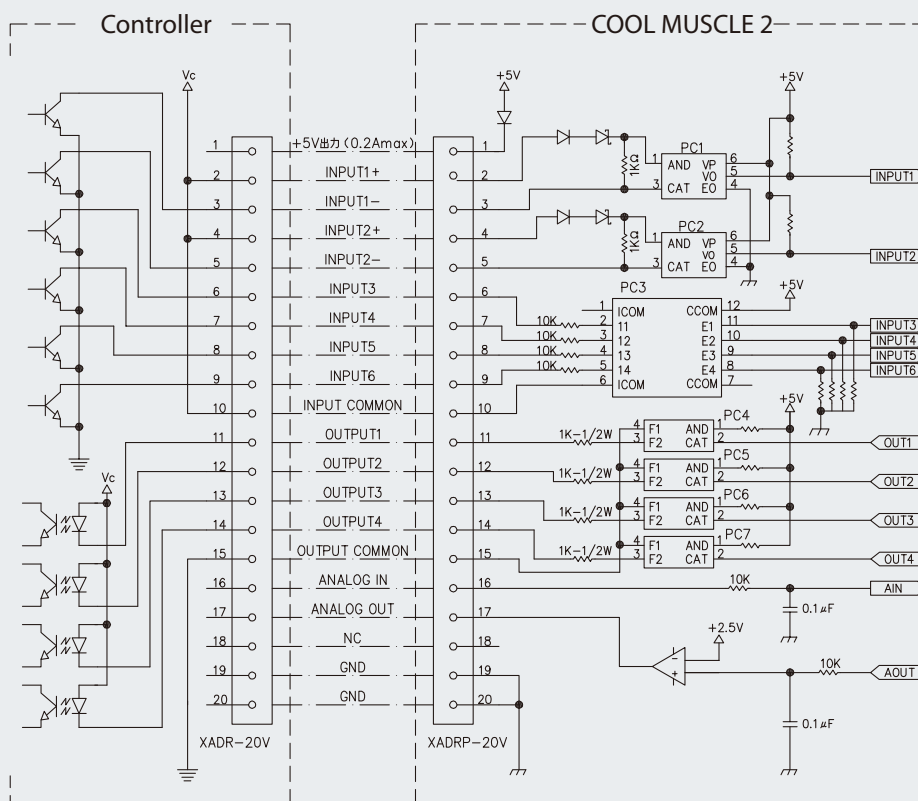 Controller
COOL MUSCLE 2
Vc
+5V
+5V
1 +5V出力(0.2Amax) 1
2 INPUT1+ 2
3 INPUT1- 3
4 INPUT2+ 4
5 INPUT2- 5
6 INPUT3 6
7 INPUT4 7
8 INPUT5 8
9 INPUT6 9
10 INPUT COMMON 10
11 OUTPUT1 11
12 OUTPUT2 12
13 OUTPUT3 13
14 OUTPUT4 14
15 OUTPUT COMMON 15
16 ANALOG IN 16
17 ANALOG OUT 17
18 NC 18
19 GND 19
20 GND 20
XADR-20V
XADRP-20V
Vc
PC1
1KΩ
1 AND VP 6
VO 5
3 CAT EO 4
INPUT1
PC2
1KΩ
1 AND VP 6
VO 5
3 CAT EO 4
INPUT2
PC3
+5V
1 ICOM CCOM 12
10K 2 11 E1 11 INPUT3
10K 3 12 E2 10 INPUT4
10K 4 13 E3 9 INPUT5
10K 5 14 E4 8 INPUT6
6 ICOM CCOM 7
+5V
PC4
4 F1 AND 1
1K-1/2W 3 F2 CAT 2 OUT1
PC5
4 F1 AND 1
1K-1/2W 3 F2 CAT 2 OUT2
PC6
4 F1 AND 1
1K-1/2W 3 F2 CAT 2 OUT3
PC7
4 F1 AND 1
1K-1/2W 3 F2 CAT 2 OUT4
10K AIN
0.1μF
+2.5V
-
+
10K AOUT
0.1μF